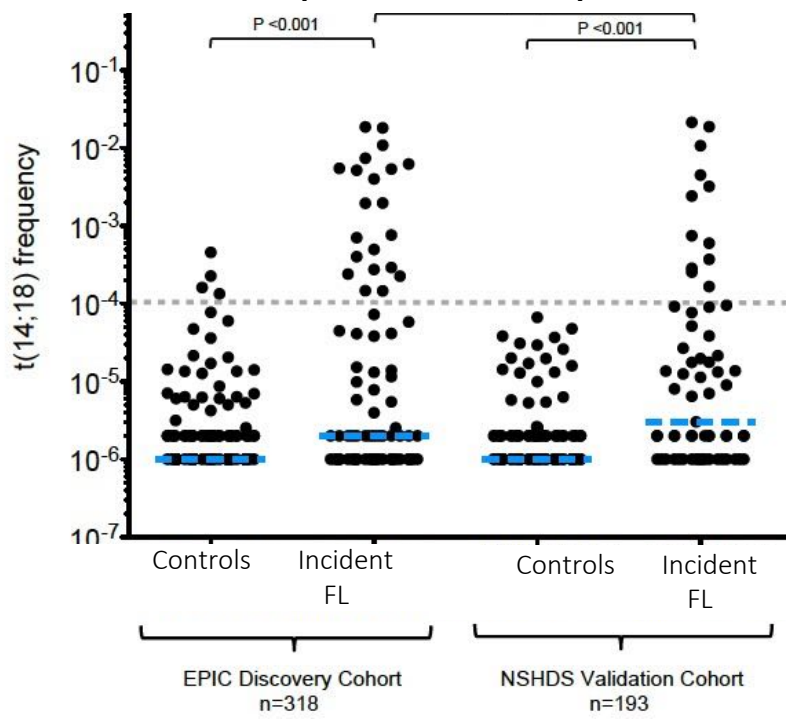 P <0.001
P <0.001
t(14;18) frequency
10⁻¹
10⁻²
10⁻³
10⁻⁴
10⁻⁵
10⁻⁶
10⁻⁷
Controls
Incident
FL
Controls
Incident
FL
EPIC Discovery Cohort
n=318
NSHDS Validation Cohort
n=193